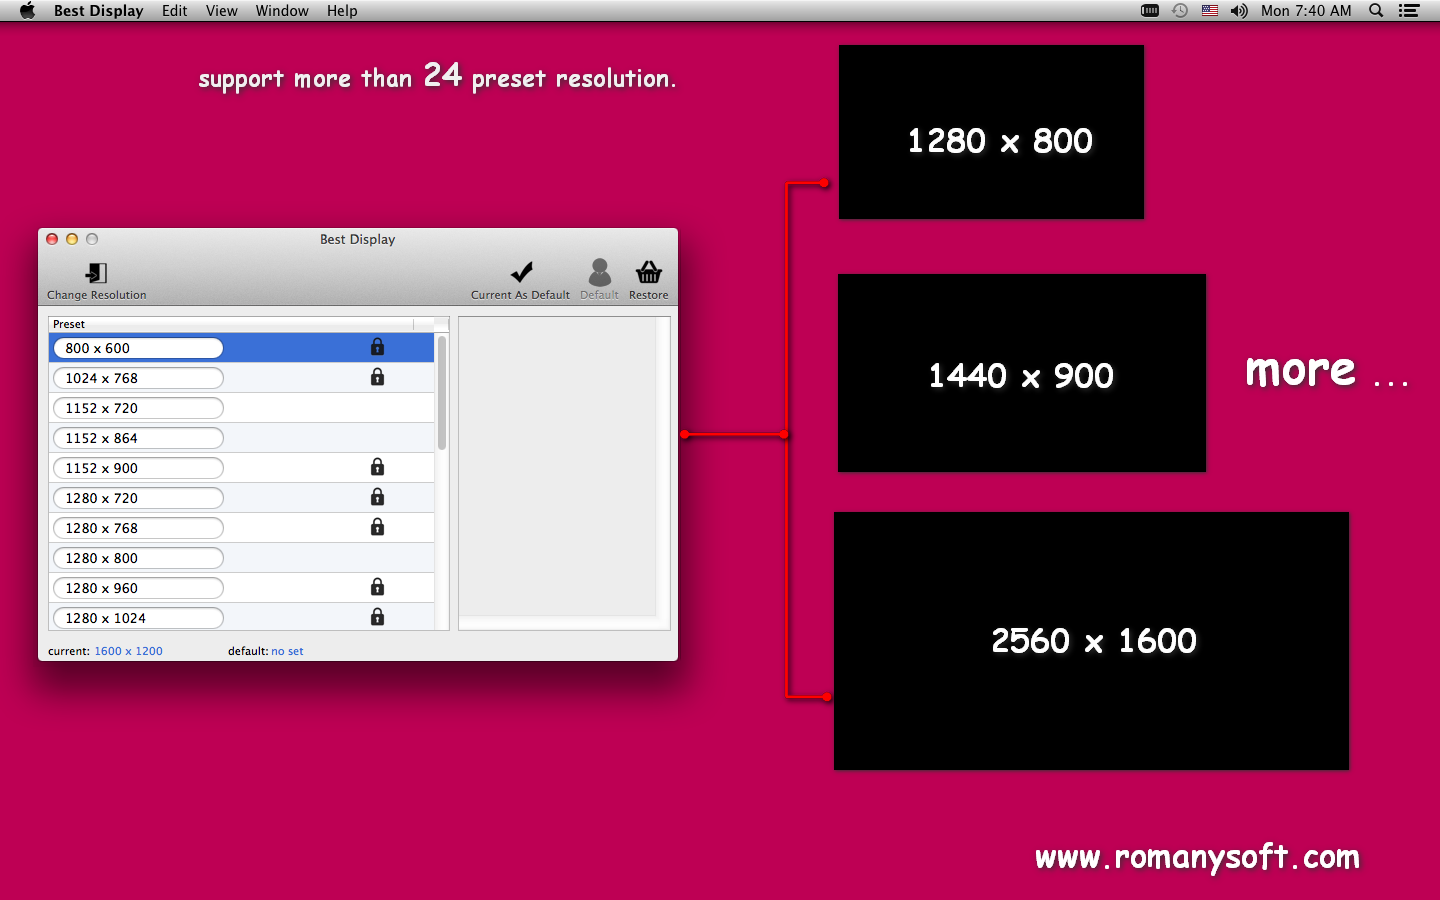 Best Display Edit View Window Help Mon 7:40 AM
support more than 24 preset resolution.
Best Display
Change Resolution Current As Default Default Restore
Preset
800 x 600
1024 x 768
1152 x 720
1152 x 864
1152 x 900
1280 x 720
1280 x 768
1280 x 800
1280 x 960
1280 x 1024
current: 1600 x 1200 default: no set
1280 x 800
1440 x 900
more ...
2560 x 1600
www.romanysoft.com